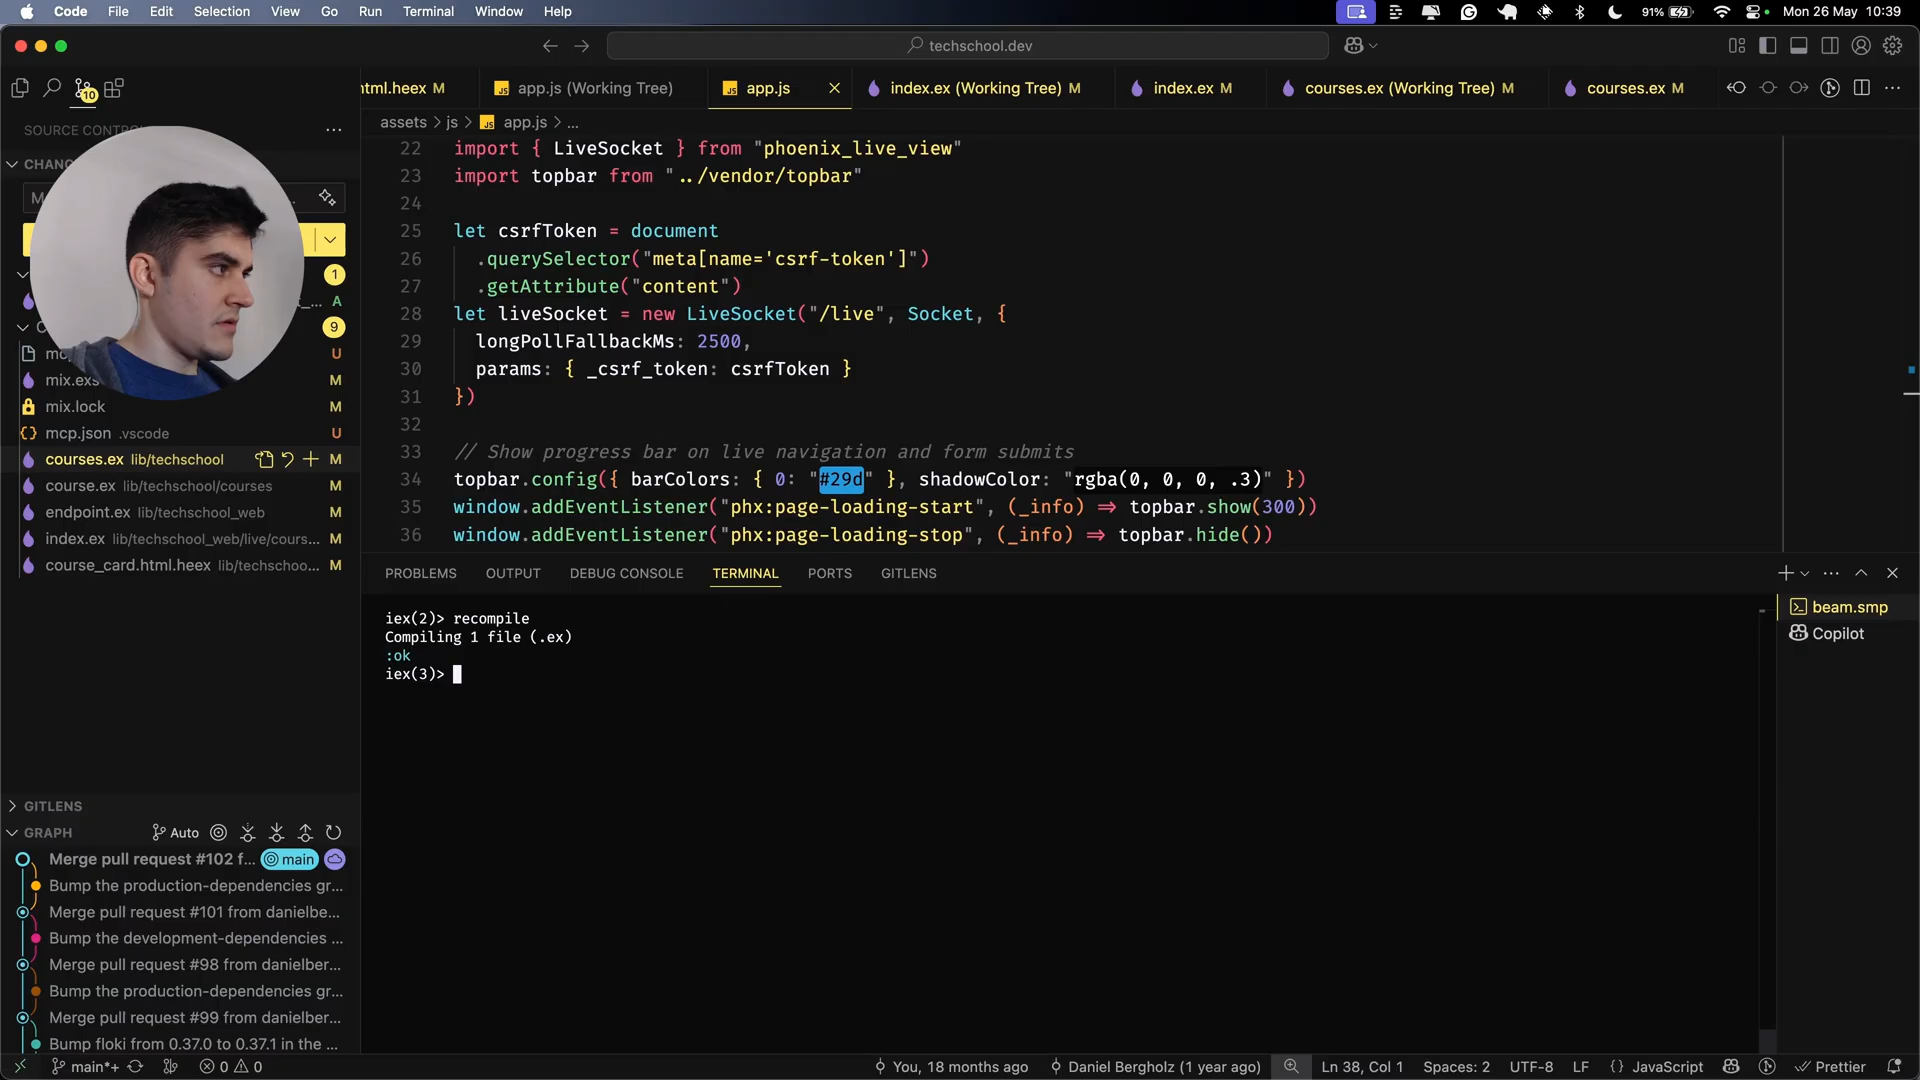 Code File Edit Selection View Go Run Terminal Window Help
91% Mon 26 May 10:39
techschool.dev
10
html.heex M
app.js (Working Tree)
app.js
index.ex (Working Tree) M
index.ex M
courses.ex (Working Tree) M
courses.ex M
SOURCE CONTRO
assets > js > app.js > ...
CHAN
M
1
..._ A
9
mc U
mix.exs M
mix.lock M
mcp.json .vscode U
courses.ex lib/techschool M
course.ex lib/techschool/courses M
endpoint.ex lib/techschool_web M
index.ex lib/techschool_web/live/cours... M
course_card.html.heex lib/techschoo... M
22 import { LiveSocket } from "phoenix_live_view"
23 import topbar from "../vendor/topbar"
24
25 let csrfToken = document
26 .querySelector("meta[name='csrf-token']")
27 .getAttribute("content")
28 let liveSocket = new LiveSocket("/live", Socket, {
29 longPollFallbackMs: 2500,
30 params: { _csrf_token: csrfToken }
31 })
32
33 // Show progress bar on live navigation and form submits
34 topbar.config({ barColors: { 0: "#29d" }, shadowColor: "rgba(0, 0, 0, .3)" })
35 window.addEventListener("phx:page-loading-start", (_info) => topbar.show(300))
36 window.addEventListener("phx:page-loading-stop", (_info) => topbar.hide())
PROBLEMS OUTPUT DEBUG CONSOLE TERMINAL PORTS GITLENS
iex(2)> recompile
Compiling 1 file (.ex)
:ok
iex(3)>
beam.smp
Copilot
GITLENS
GRAPH Auto
Merge pull request #102 f... main
Bump the production-dependencies gr...
Merge pull request #101 from danielbe...
Bump the development-dependencies ...
Merge pull request #98 from danielber...
Bump the production-dependencies gr...
Merge pull request #99 from danielber...
Bump floki from 0.37.0 to 0.37.1 in the ...
main*+ 0 0 You, 18 months ago Daniel Bergholz (1 year ago) Ln 38, Col 1 Spaces: 2 UTF-8 LF {} JavaScript Prettier